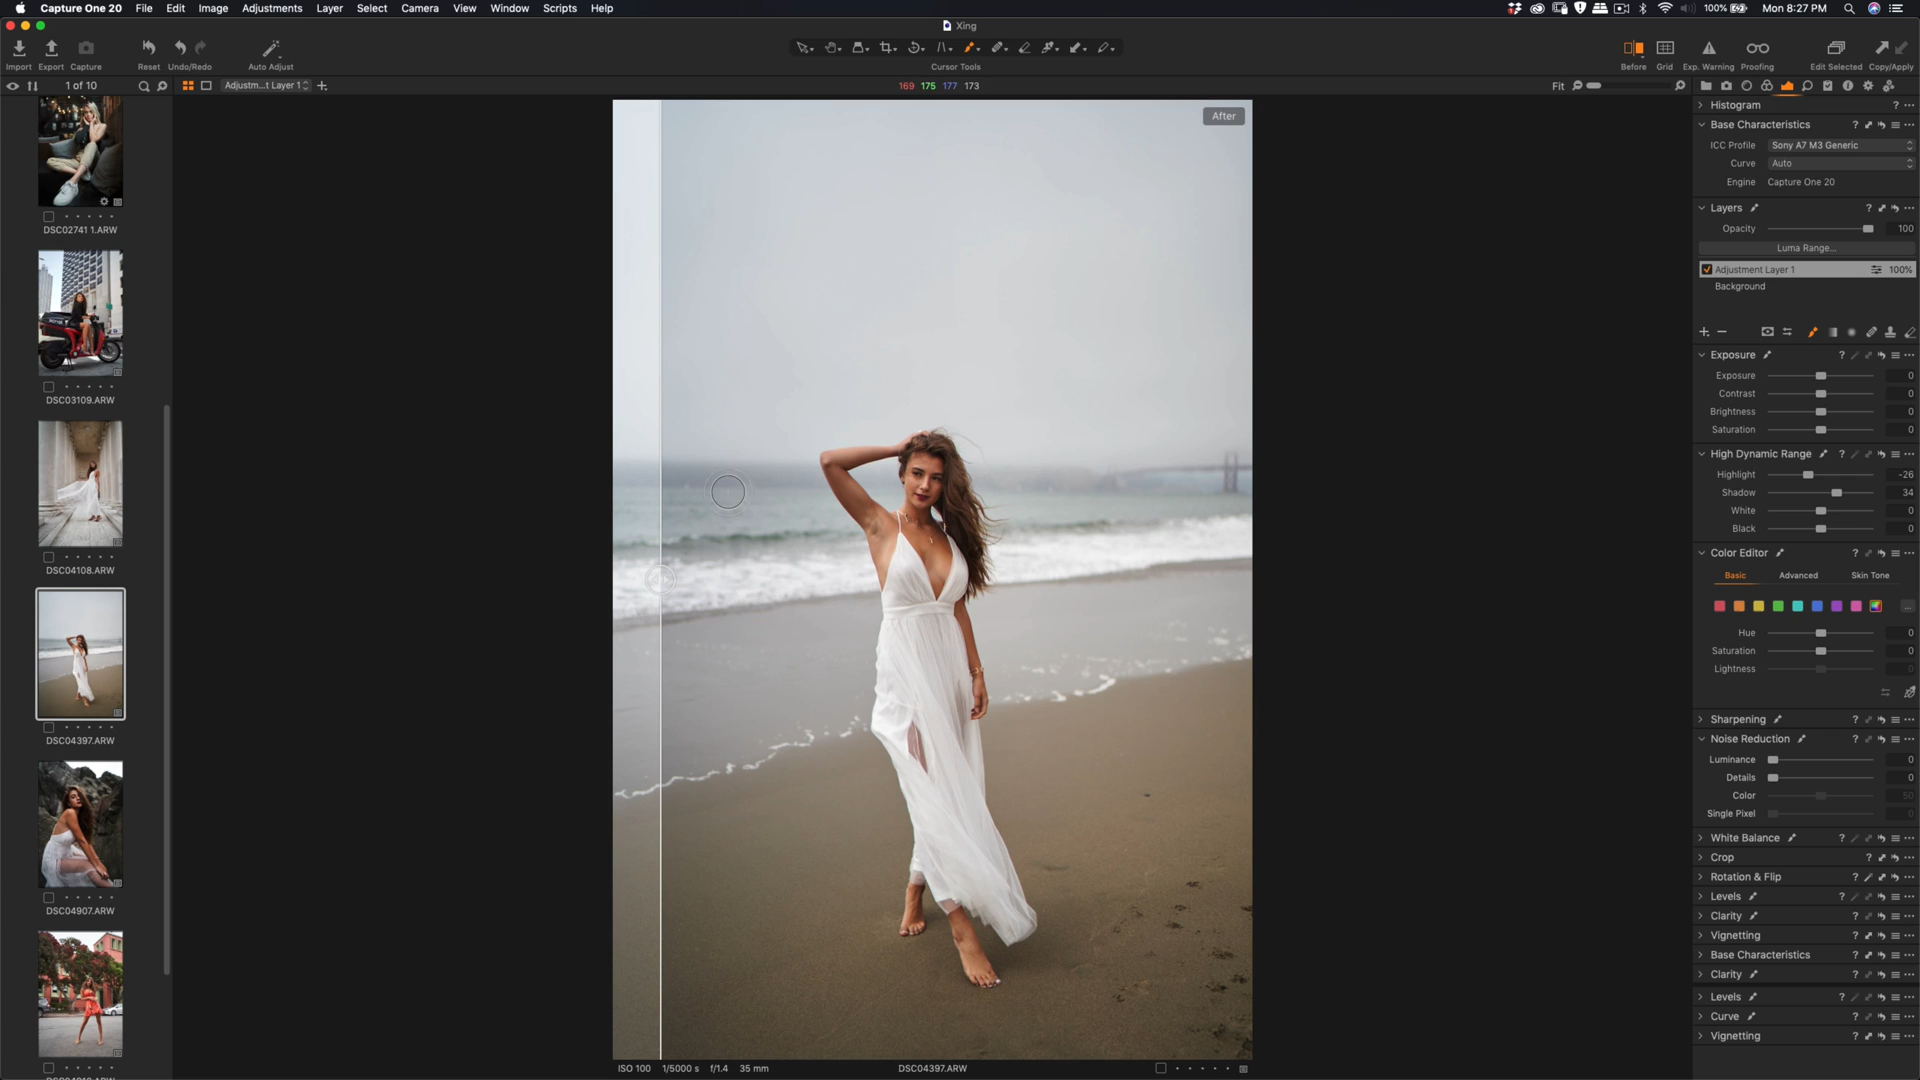 Capture One 20 File Edit Image Adjustments Layer Select Camera View Window Scripts Help
100% Mon 8:27 PM
Xing
Import Export Capture Reset Undo/Redo Auto Adjust Cursor Tools Before Grid Exp. Warning Proofing Edit Selected Copy/Apply
1 of 10 Adjustm...t Layer 1 169 175 177 173 Fit
After
DSC02741 1.ARW
DSC03109.ARW
DSC04108.ARW
DSC04397.ARW
DSC04907.ARW
ISO 100 1/5000 s f/1.4 35 mm DSC04397.ARW
Histogram ? ...
Base Characteristics ? ...
ICC Profile Sony A7 M3 Generic
Curve Auto
Engine Capture One 20
Layers ? ...
Opacity 100
Luma Range...
Adjustment Layer 1 100%
Background
Exposure ? ...
Exposure 0
Contrast 0
Brightness 0
Saturation 0
High Dynamic Range ? ...
Highlight -26
Shadow 34
White 0
Black 0
Color Editor ? ...
Basic Advanced Skin Tone
...
Hue 0
Saturation 0
Lightness 0
Sharpening ? ...
Noise Reduction ? ...
Luminance 0
Details 0
Color 50
Single Pixel 0
White Balance ? ...
Crop ? ...
Rotation & Flip ? ...
Levels ? ...
Clarity ? ...
Vignetting ? ...
Base Characteristics ? ...
Clarity ? ...
Levels ? ...
Curve ? ...
Vignetting ? ...